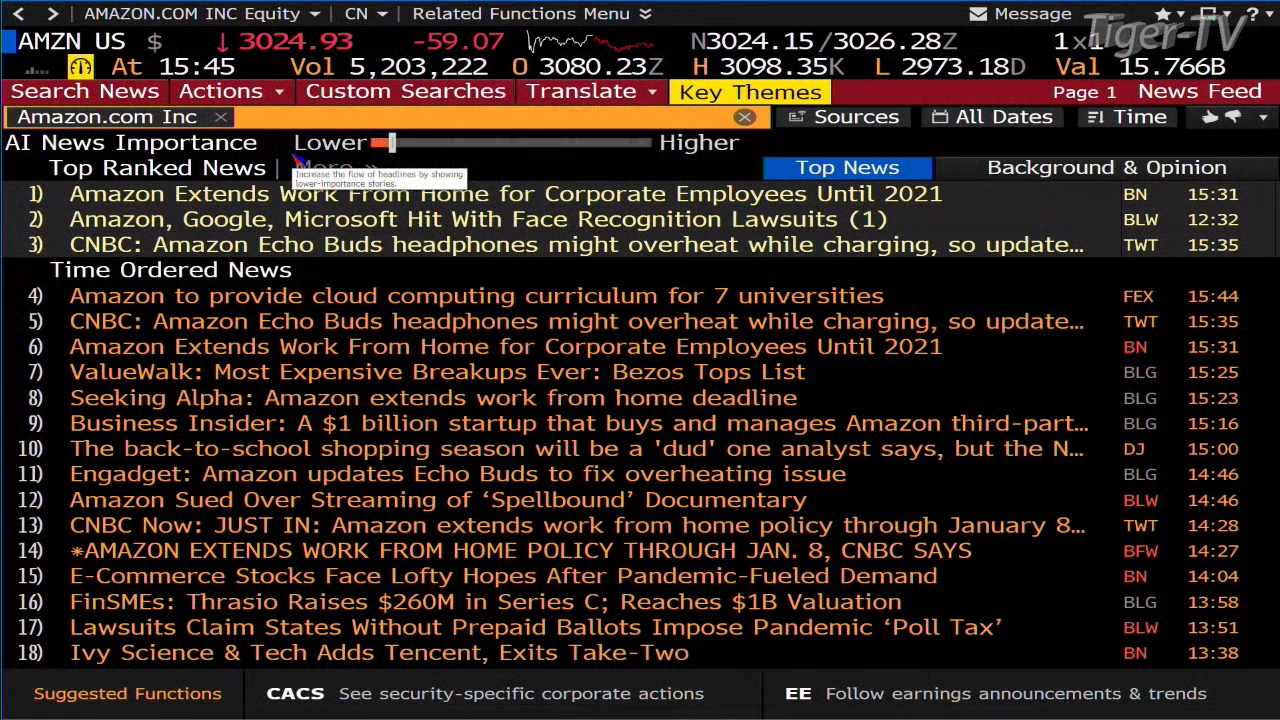 < > AMAZON.COM INC Equity CN Related Functions Menu Message ?
AMZN US $ ↓ 3024.93 -59.07 N3024.15/3026.28Z 1x1 Tiger-TV
At 15:45 Vol 5,203,222 O 3080.23Z H 3098.35K L 2973.18D Val 15.766B
Search News Actions Custom Searches Translate Key Themes Page 1 News Feed
Amazon.com Inc × Sources All Dates Time
AI News Importance Lower Higher
Top Ranked News More » Top News Background & Opinion
Increase the flow of headlines by showing
lower-importance stories.
1) Amazon Extends Work From Home for Corporate Employees Until 2021 BN 15:31
2) Amazon, Google, Microsoft Hit With Face Recognition Lawsuits (1) BLW 12:32
3) CNBC: Amazon Echo Buds headphones might overheat while charging, so update... TWT 15:35
Time Ordered News
4) Amazon to provide cloud computing curriculum for 7 universities FEX 15:44
5) CNBC: Amazon Echo Buds headphones might overheat while charging, so update... TWT 15:35
6) Amazon Extends Work From Home for Corporate Employees Until 2021 BN 15:31
7) ValueWalk: Most Expensive Breakups Ever: Bezos Tops List BLG 15:25
8) Seeking Alpha: Amazon extends work from home deadline BLG 15:23
9) Business Insider: A $1 billion startup that buys and manages Amazon third-part... BLG 15:16
10) The back-to-school shopping season will be a 'dud' one analyst says, but the N... DJ 15:00
11) Engadget: Amazon updates Echo Buds to fix overheating issue BLG 14:46
12) Amazon Sued Over Streaming of ‘Spellbound’ Documentary BLW 14:46
13) CNBC Now: JUST IN: Amazon extends work from home policy through January 8... TWT 14:28
14) *AMAZON EXTENDS WORK FROM HOME POLICY THROUGH JAN. 8, CNBC SAYS BFW 14:27
15) E-Commerce Stocks Face Lofty Hopes After Pandemic-Fueled Demand BN 14:04
16) FinSMEs: Thrasio Raises $260M in Series C; Reaches $1B Valuation BLG 13:58
17) Lawsuits Claim States Without Prepaid Ballots Impose Pandemic ‘Poll Tax’ BLW 13:51
18) Ivy Science & Tech Adds Tencent, Exits Take-Two BN 13:38
Suggested Functions CACS See security-specific corporate actions EE Follow earnings announcements & trends